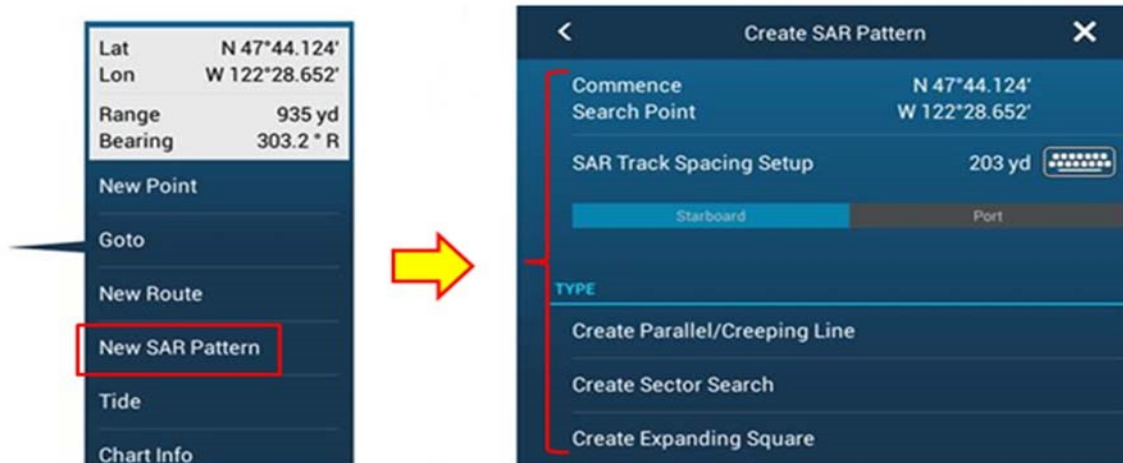 Lat N 47°44.124'
Lon W 122°28.652'
Range 935 yd
Bearing 303.2 ° R
New Point
Goto
New Route
New SAR Pattern
Tide
Chart Info
Create SAR Pattern
Commence N 47°44.124'
Search Point W 122°28.652'
SAR Track Spacing Setup 203 yd
Starboard Port
TYPE
Create Parallel/Creeping Line
Create Sector Search
Create Expanding Square